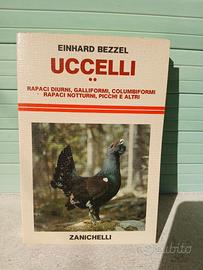 EINHARD BEZZEL
UCCELLI
••
RAPACI DIURNI, GALLIFORMI, COLUMBIFORMI
RAPACI NOTTURNI, PICCHI E ALTRI
ZANICHELLI
subito